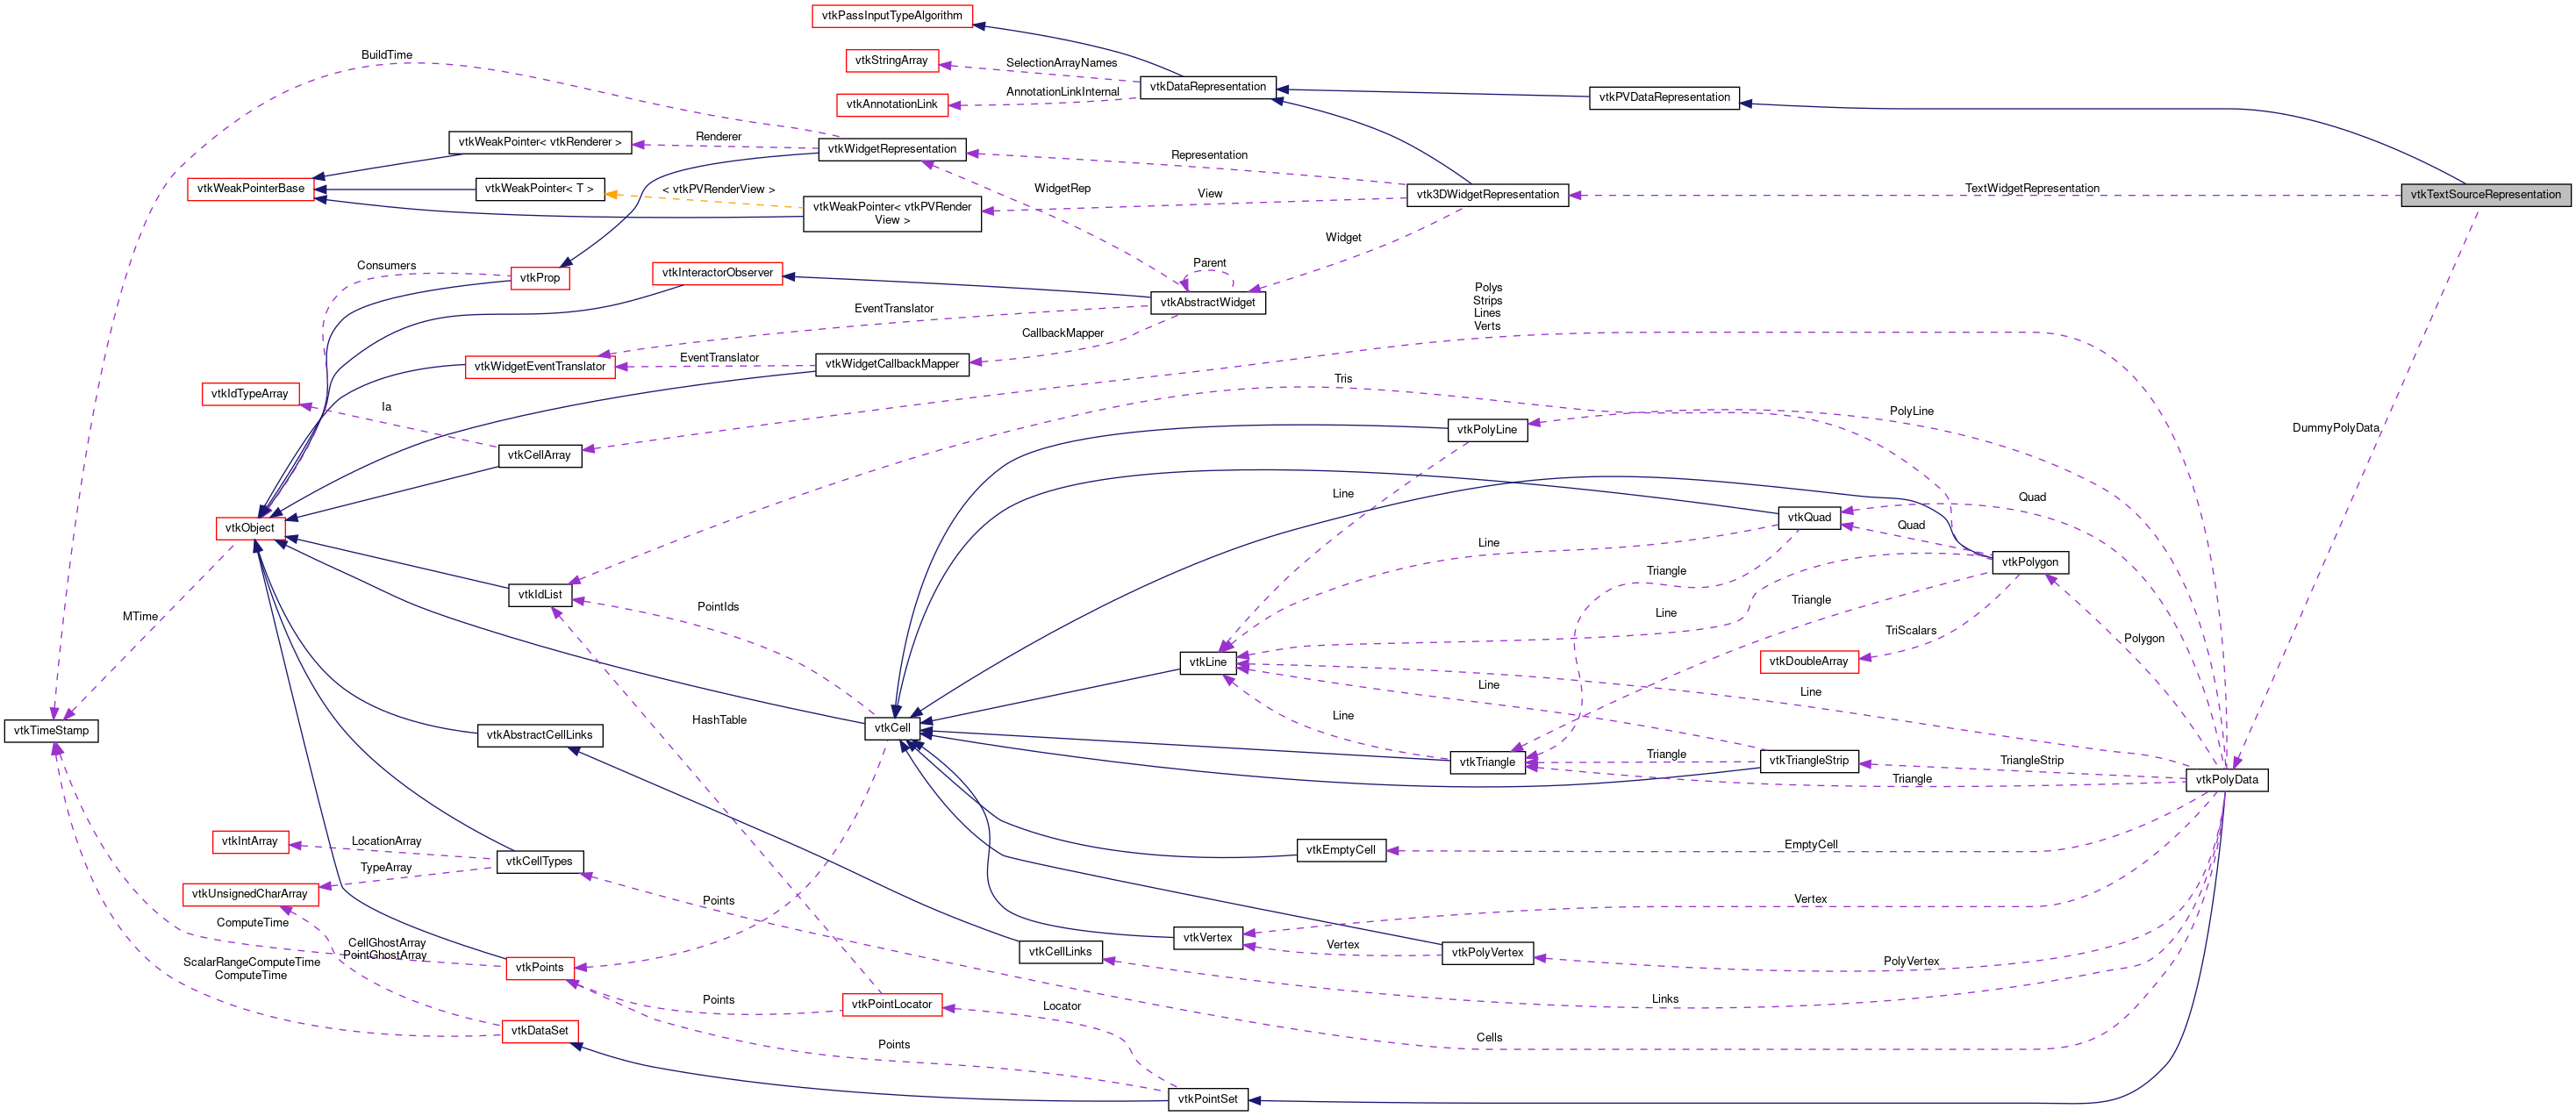 vtkPassInputTypeAlgorithm
BuildTime
vtkStringArray
SelectionArrayNames
vtkDataRepresentation
AnnotationLinkInternal
vtkAnnotationLink
vtkPVDataRepresentation
Renderer
vtkWeakPointer< vtkRenderer >
vtkWidgetRepresentation
Representation
vtkWeakPointerBase
vtkWeakPointer< T >
< vtkPVRenderView >
WidgetRep
View
vtk3DWidgetRepresentation
TextWidgetRepresentation
vtkTextSourceRepresentation
vtkWeakPointer< vtkPVRender
View >
Widget
Consumers
vtkProp
vtkInteractorObserver
Parent
vtkAbstractWidget
Polys
Strips
Lines
Verts
EventTranslator
CallbackMapper
vtkWidgetEventTranslator
EventTranslator
vtkWidgetCallbackMapper
Tris
vtkIdTypeArray
Ia
PolyLine
vtkPolyLine
DummyPolyData
vtkCellArray
Line
Quad
vtkObject
vtkQuad
Quad
Line
vtkPolygon
Triangle
Triangle
vtkIdList
PointIds
Line
MTime
TriScalars
Polygon
vtkLine
vtkDoubleArray
Line
Line
HashTable
Line
vtkTimeStamp
vtkAbstractCellLinks
vtkCell
vtkTriangle
Triangle
vtkTriangleStrip
TriangleStrip
Triangle
vtkPolyData
vtkIntArray
LocationArray
vtkCellTypes
TypeArray
vtkEmptyCell
EmptyCell
vtkUnsignedCharArray
Points
Vertex
ComputeTime
CellGhostArray
PointGhostArray
vtkVertex
Vertex
vtkCellLinks
vtkPolyVertex
PolyVertex
ScalarRangeComputeTime
ComputeTime
vtkPoints
Points
vtkPointLocator
Locator
Links
vtkDataSet
Points
Cells
vtkPointSet